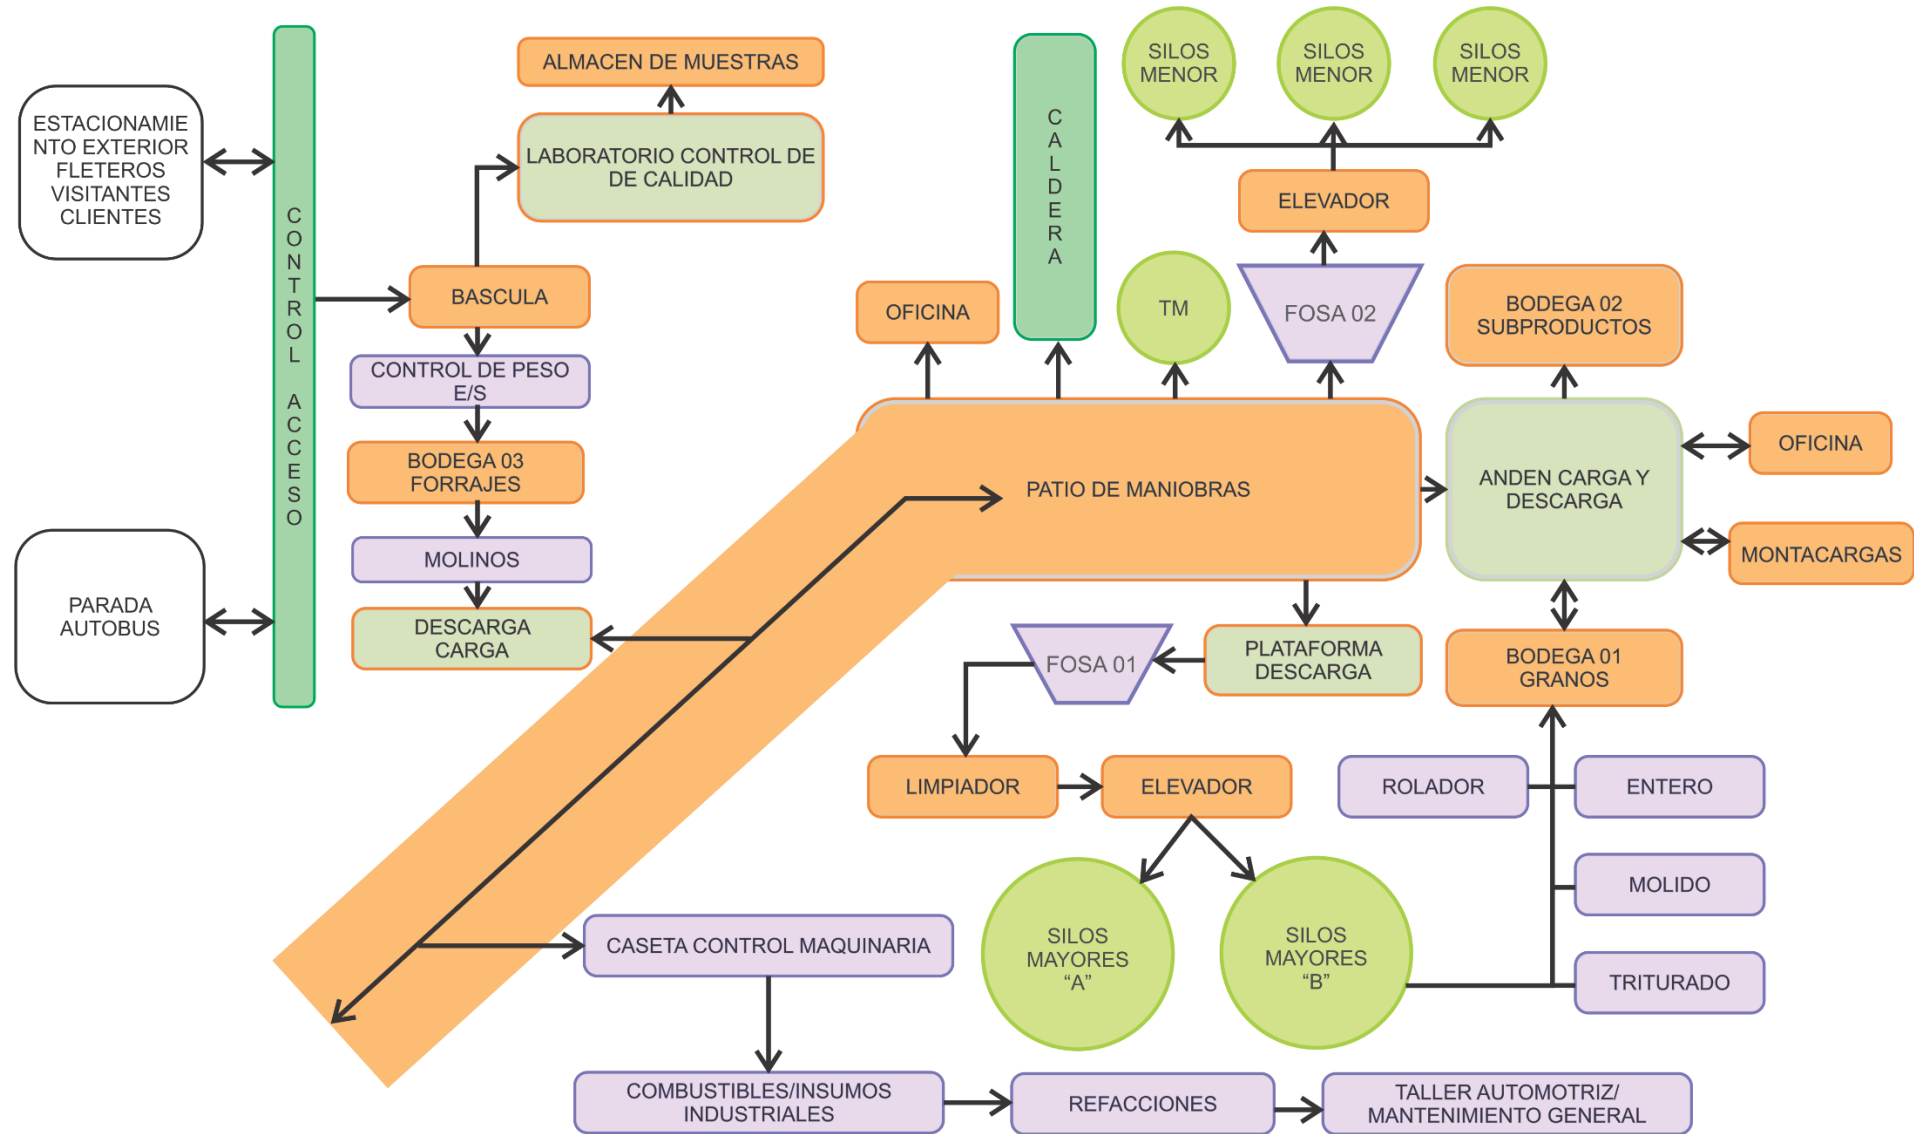 ESTACIONAMIE
NTO EXTERIOR
FLETEROS
VISITANTES
CLIENTES
PARADA
AUTOBUS
CONTROL ACCESO
ALMACEN DE MUESTRAS
LABORATORIO CONTROL DE
DE CALIDAD
BASCULA
CONTROL DE PESO
E/S
BODEGA 03
FORRAJES
MOLINOS
DESCARGA
CARGA
OFICINA
CALDERA
TM
SILOS
MENOR
SILOS
MENOR
SILOS
MENOR
ELEVADOR
FOSA 02
BODEGA 02
SUBPRODUCTOS
PATIO DE MANIOBRAS
ANDEN CARGA Y
DESCARGA
OFICINA
MONTACARGAS
PLATAFORMA
DESCARGA
FOSA 01
BODEGA 01
GRANOS
LIMPIADOR
ELEVADOR
ROLADOR
ENTERO
MOLIDO
TRITURADO
SILOS
MAYORES
“A”
SILOS
MAYORES
“B”
CASETA CONTROL MAQUINARIA
COMBUSTIBLES/INSUMOS
INDUSTRIALES
REFACCIONES
TALLER AUTOMOTRIZ/
MANTENIMIENTO GENERAL